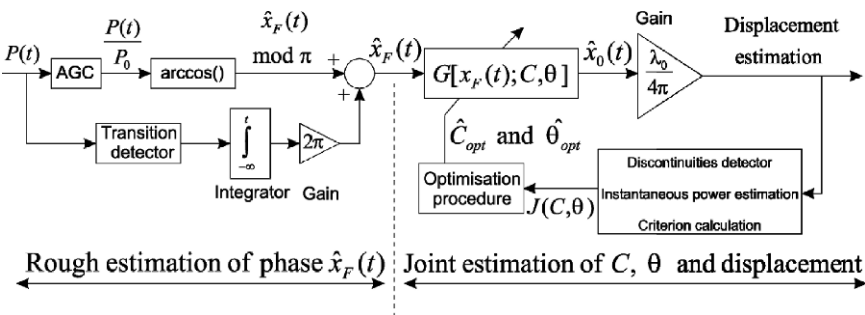 P(t)
AGC
P(t)
P₀
arccos()
x̂_F(t)
mod π
+
+
Transition
detector
t
∫
−∞
Integrator
2π
Gain
x̂_F(t)
G[x_F(t);C,θ]
x̂₀(t)
Gain
λ₀
4π
Displacement
estimation
Ĉ_opt and θ̂_opt
Optimisation
procedure
J(C,θ)
Discontinuities detector
Instantaneous power estimation
Criterion calculation
Rough estimation of phase x̂_F(t)
Joint estimation of C, θ and displacement